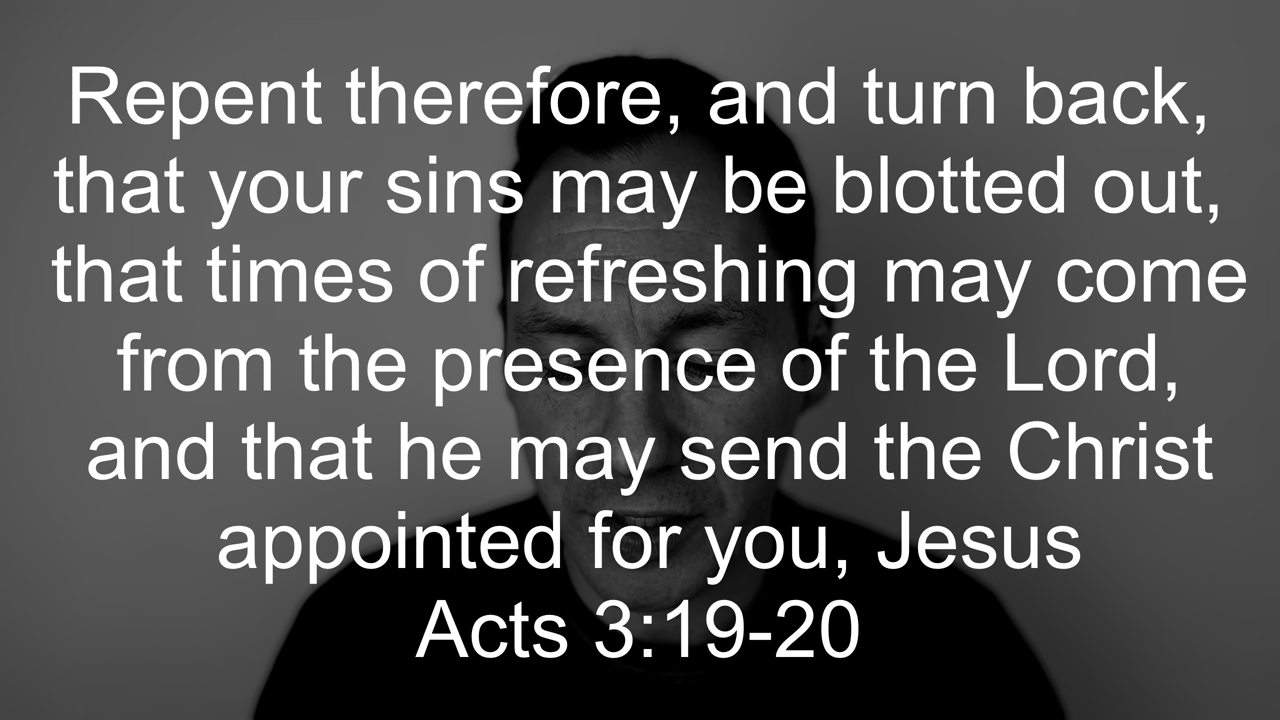 Repent therefore, and turn back,
that your sins may be blotted out,
that times of refreshing may come
from the presence of the Lord,
and that he may send the Christ
appointed for you, Jesus
Acts 3:19-20